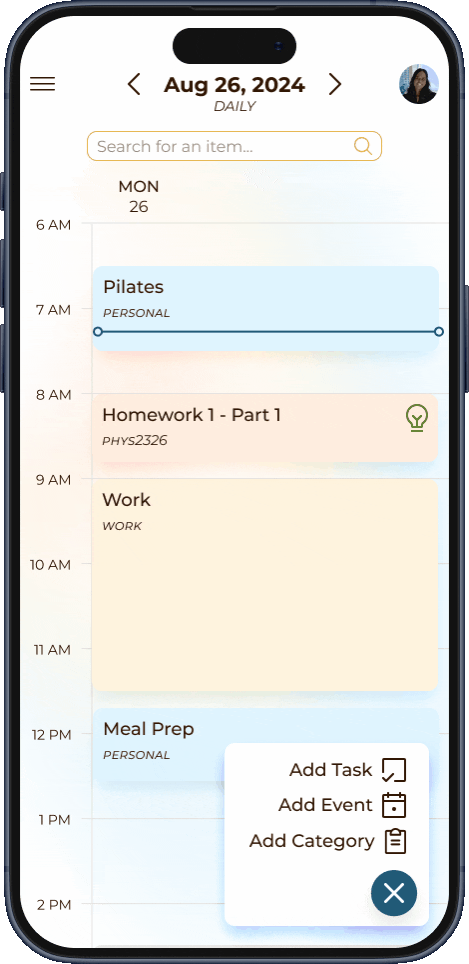 Aug 26, 2024
DAILY
Search for an item...
MON
26
6 AM
Pilates
7 AM
PERSONAL
8 AM
Homework 1 - Part 1
PHYS2326
9 AM
Work
WORK
10 AM
11 AM
Meal Prep
12 PM
PERSONAL
Add Task
Add Event
1 PM
Add Category
2 PM